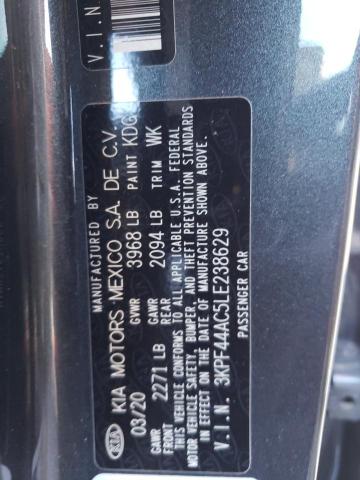 V.I.N
MANUFACTURED BY
KIA KIA MOTORS MEXICO S.A. DE C.V.
03/20 GVWR 3968 LB PAINT
GAWR FRONT 2271 LB GAWR REAR 2094 LB TRIM WK
THIS VEHICLE CONFORMS TO ALL APPLICABLE U.S.A. FEDERAL
MOTOR VEHICLE SAFETY, BUMPER, AND THEFT PREVENTION STANDARDS
IN EFFECT ON THE DATE OF MANUFACTURE SHOWN ABOVE.
V.I.N. 3KPF44AC5LE238629
PASSENGER CAR